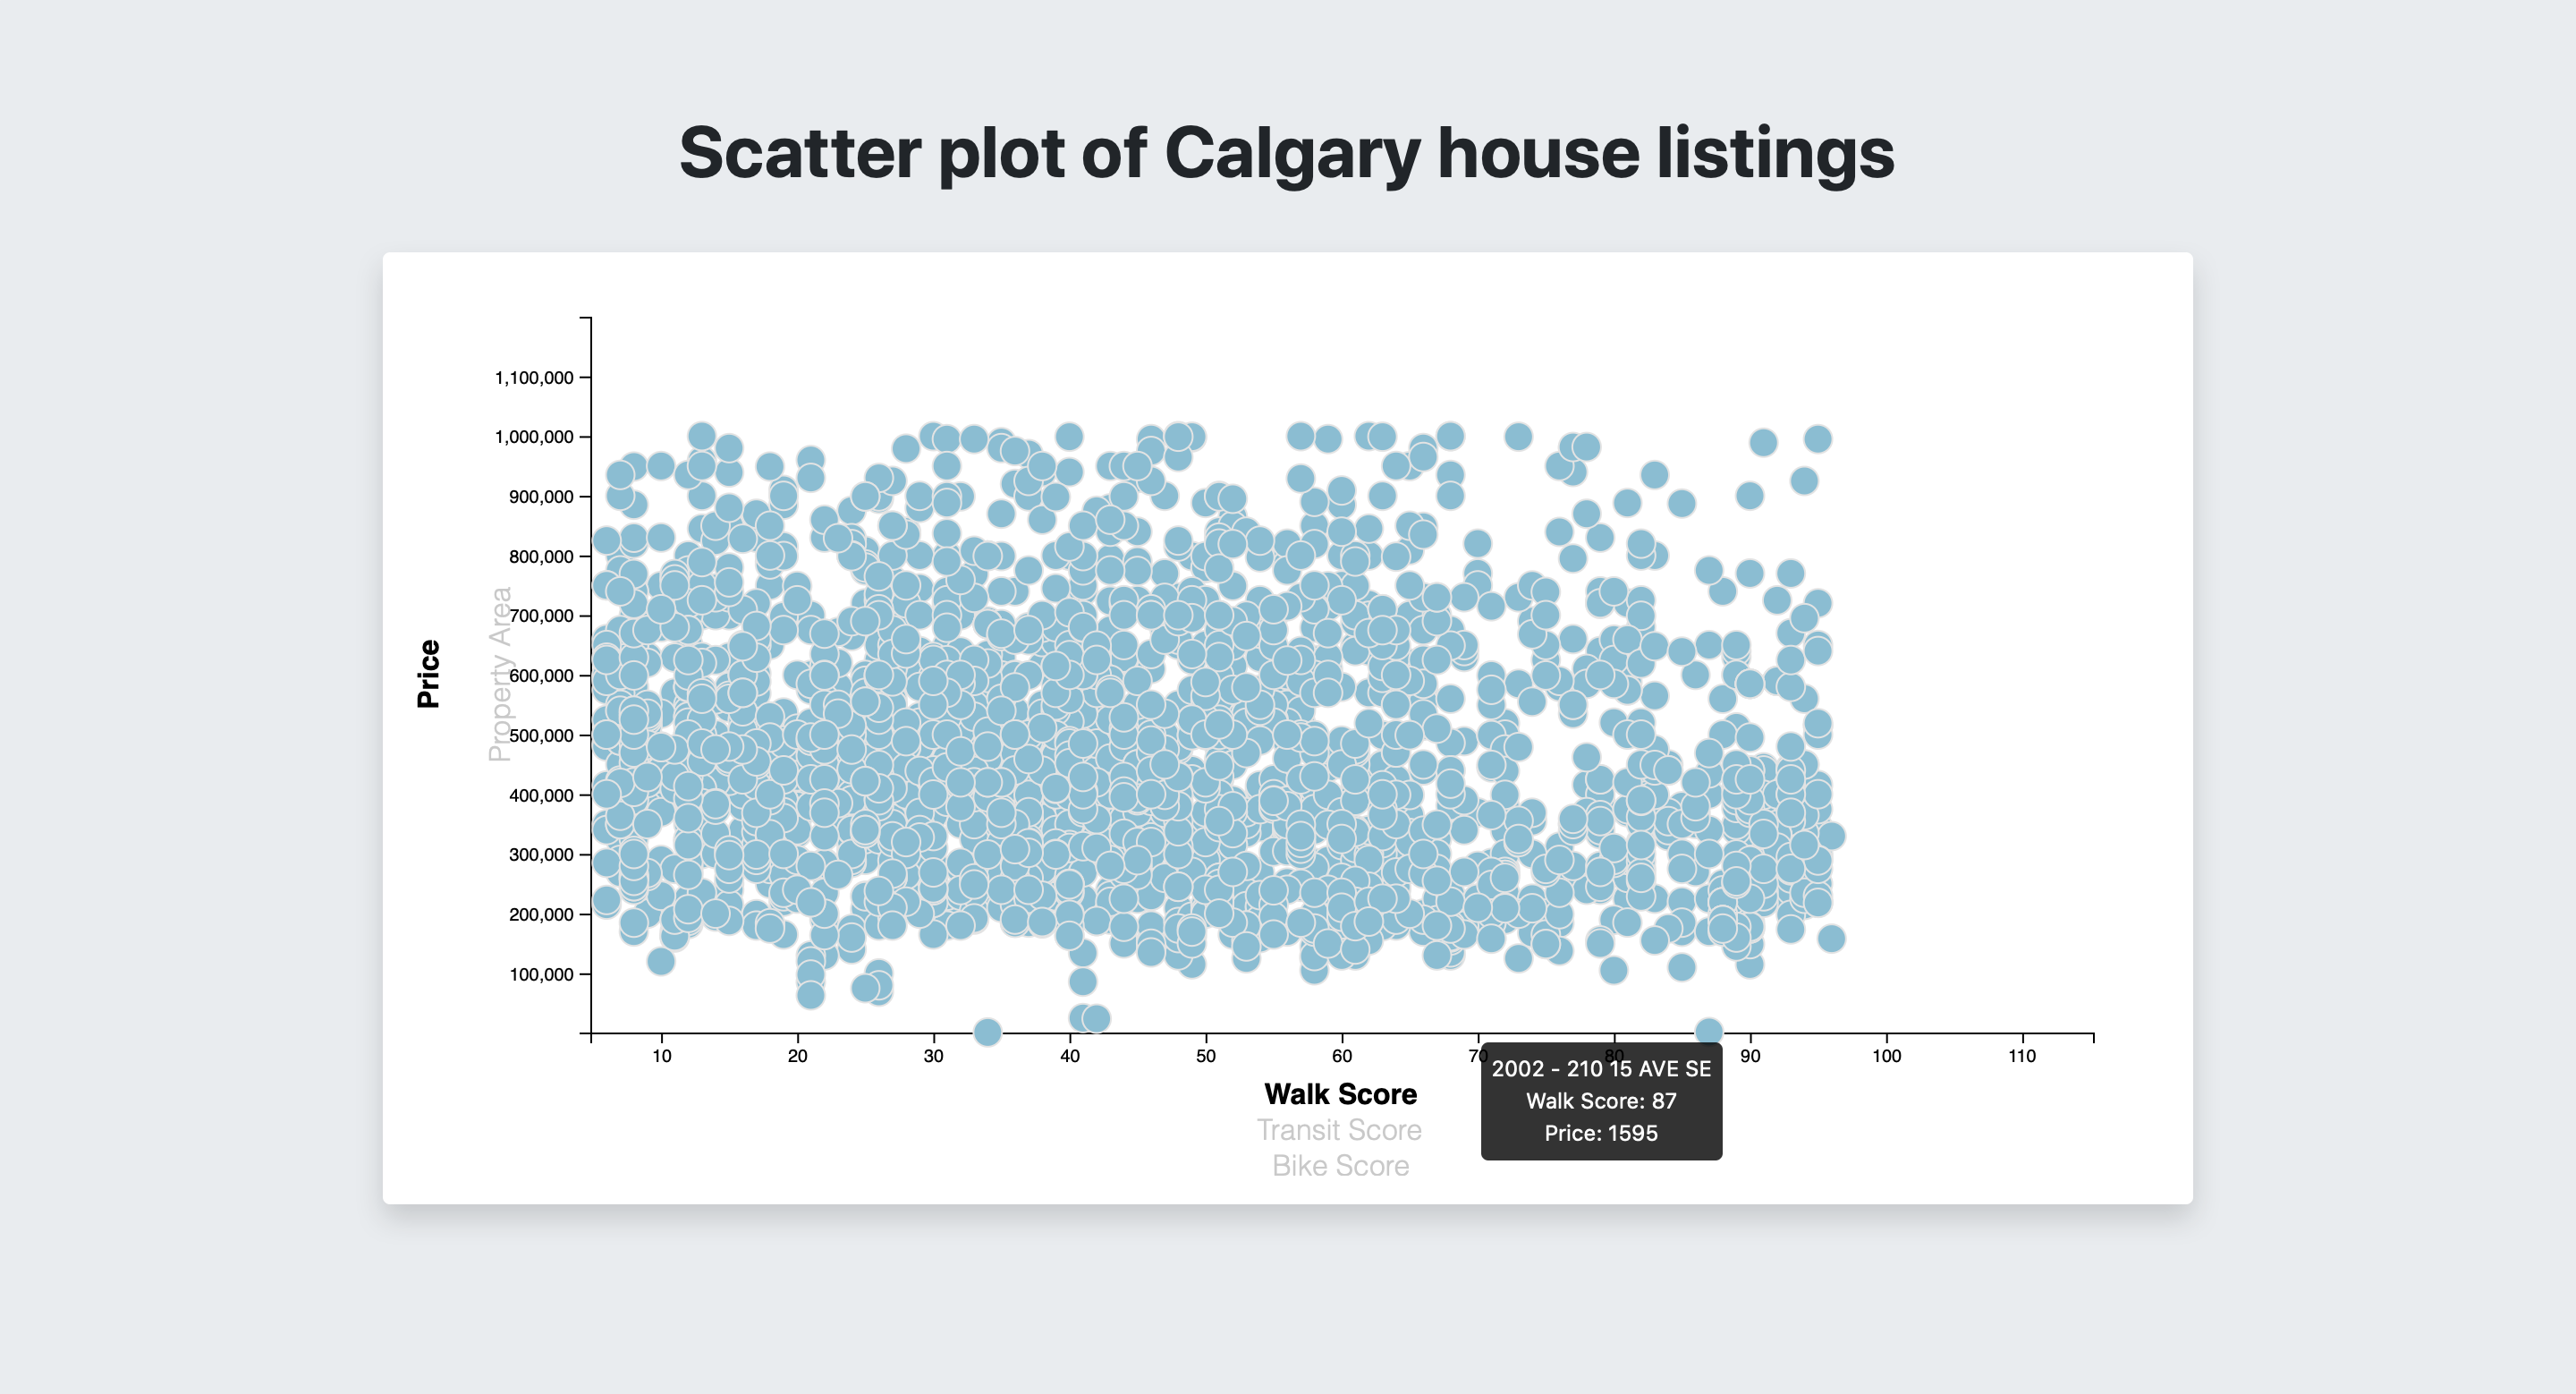 Scatter plot of Calgary house listings
1,100,000
1,000,000
900,000
800,000
700,000
600,000
500,000
400,000
300,000
200,000
100,000
Price
Property Area
10 20 30 40 50 60 70 80 90 100 110
Walk Score
Transit Score
Bike Score
2002 - 210 15 AVE SE
Walk Score: 87
Price: 1595